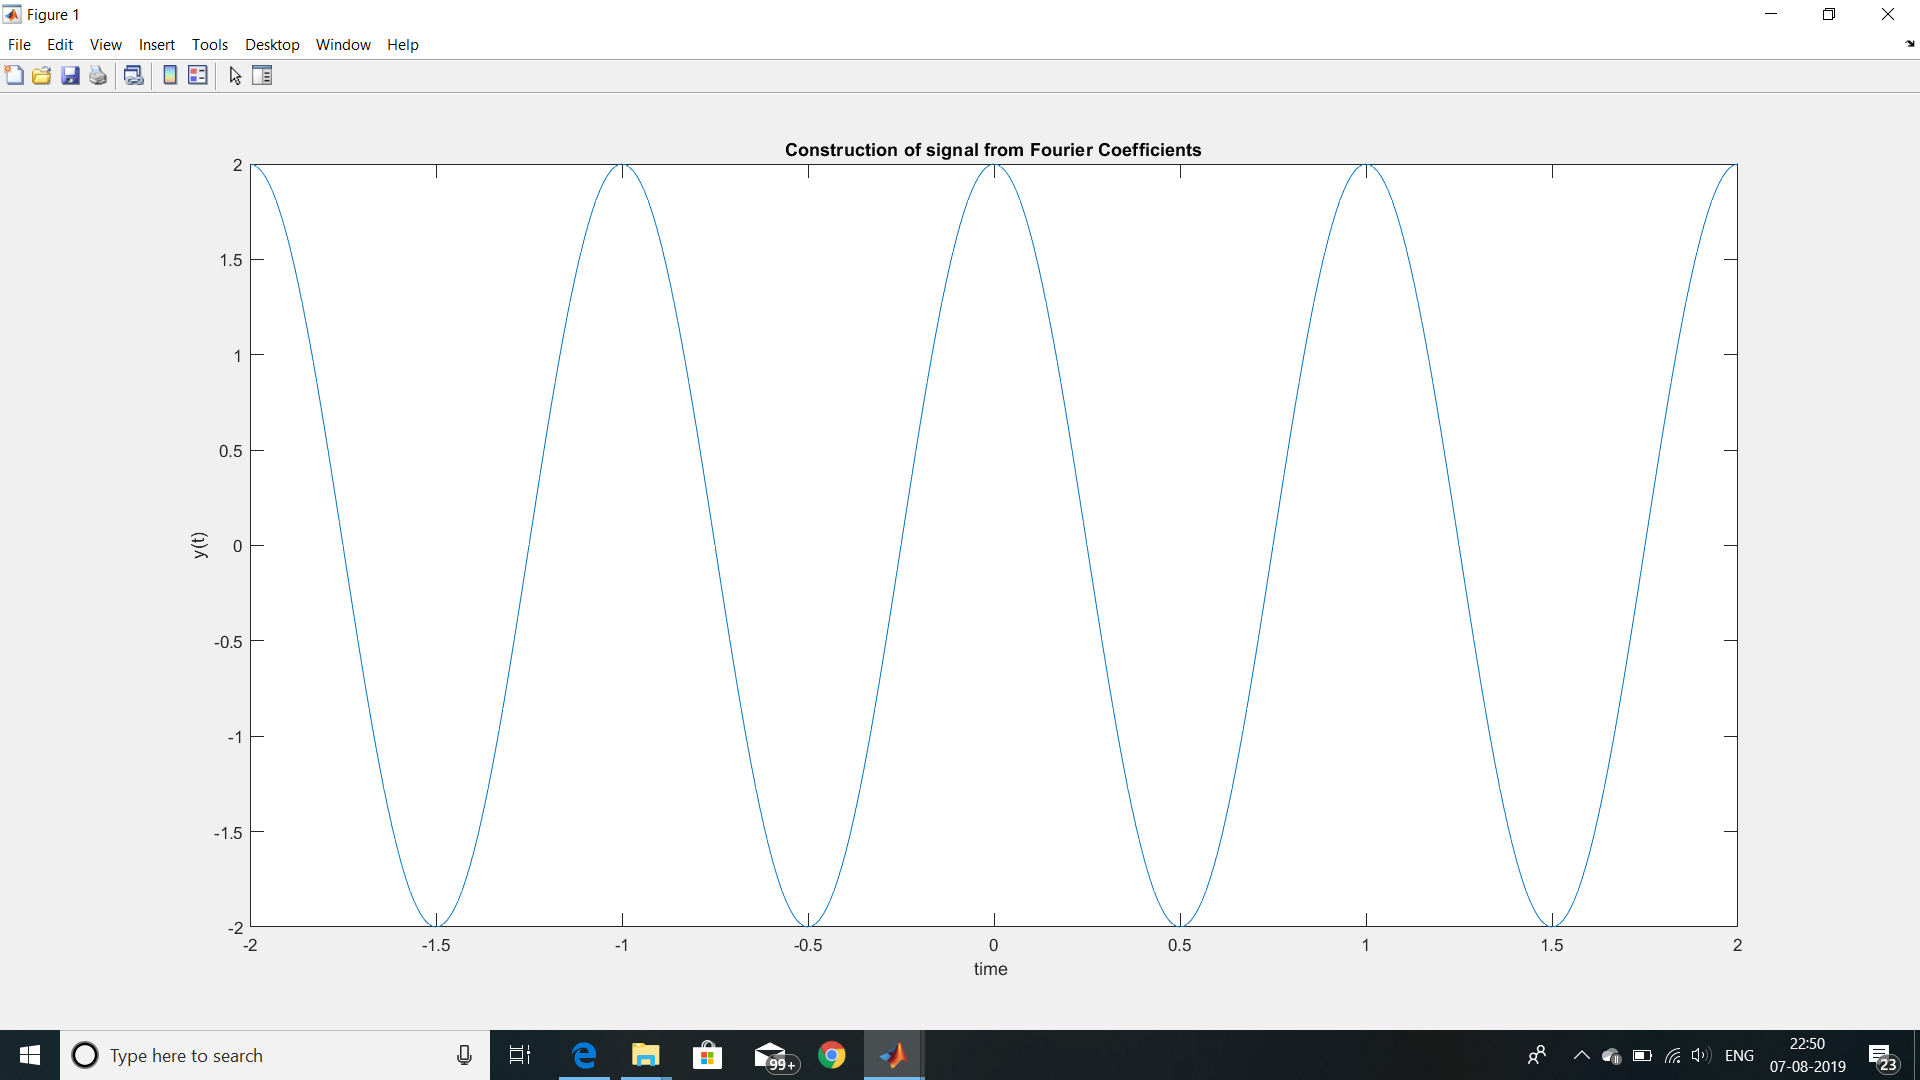 Figure 1
File Edit View Insert Tools Desktop Window Help
Construction of signal from Fourier Coefficients
2
1.5
1
0.5
0
-0.5
-1
-1.5
-2
y(t)
-2 -1.5 -1 -0.5 0 0.5 1 1.5 2
time
Type here to search
99+
ENG
22:50
07-08-2019
23